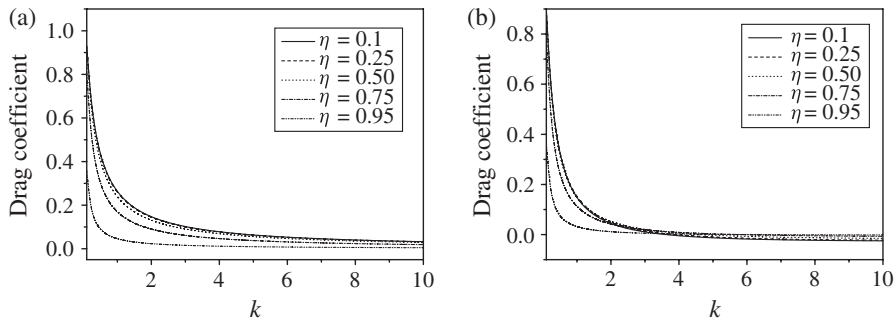 (a)
1.0
0.8
0.6
0.4
0.2
0.0
Drag coefficient
η = 0.1
η = 0.25
η = 0.50
η = 0.75
η = 0.95
2
4
6
8
10
k
(b)
0.8
0.6
0.4
0.2
0.0
Drag coefficient
η = 0.1
η = 0.25
η = 0.50
η = 0.75
η = 0.95
2
4
6
8
10
k